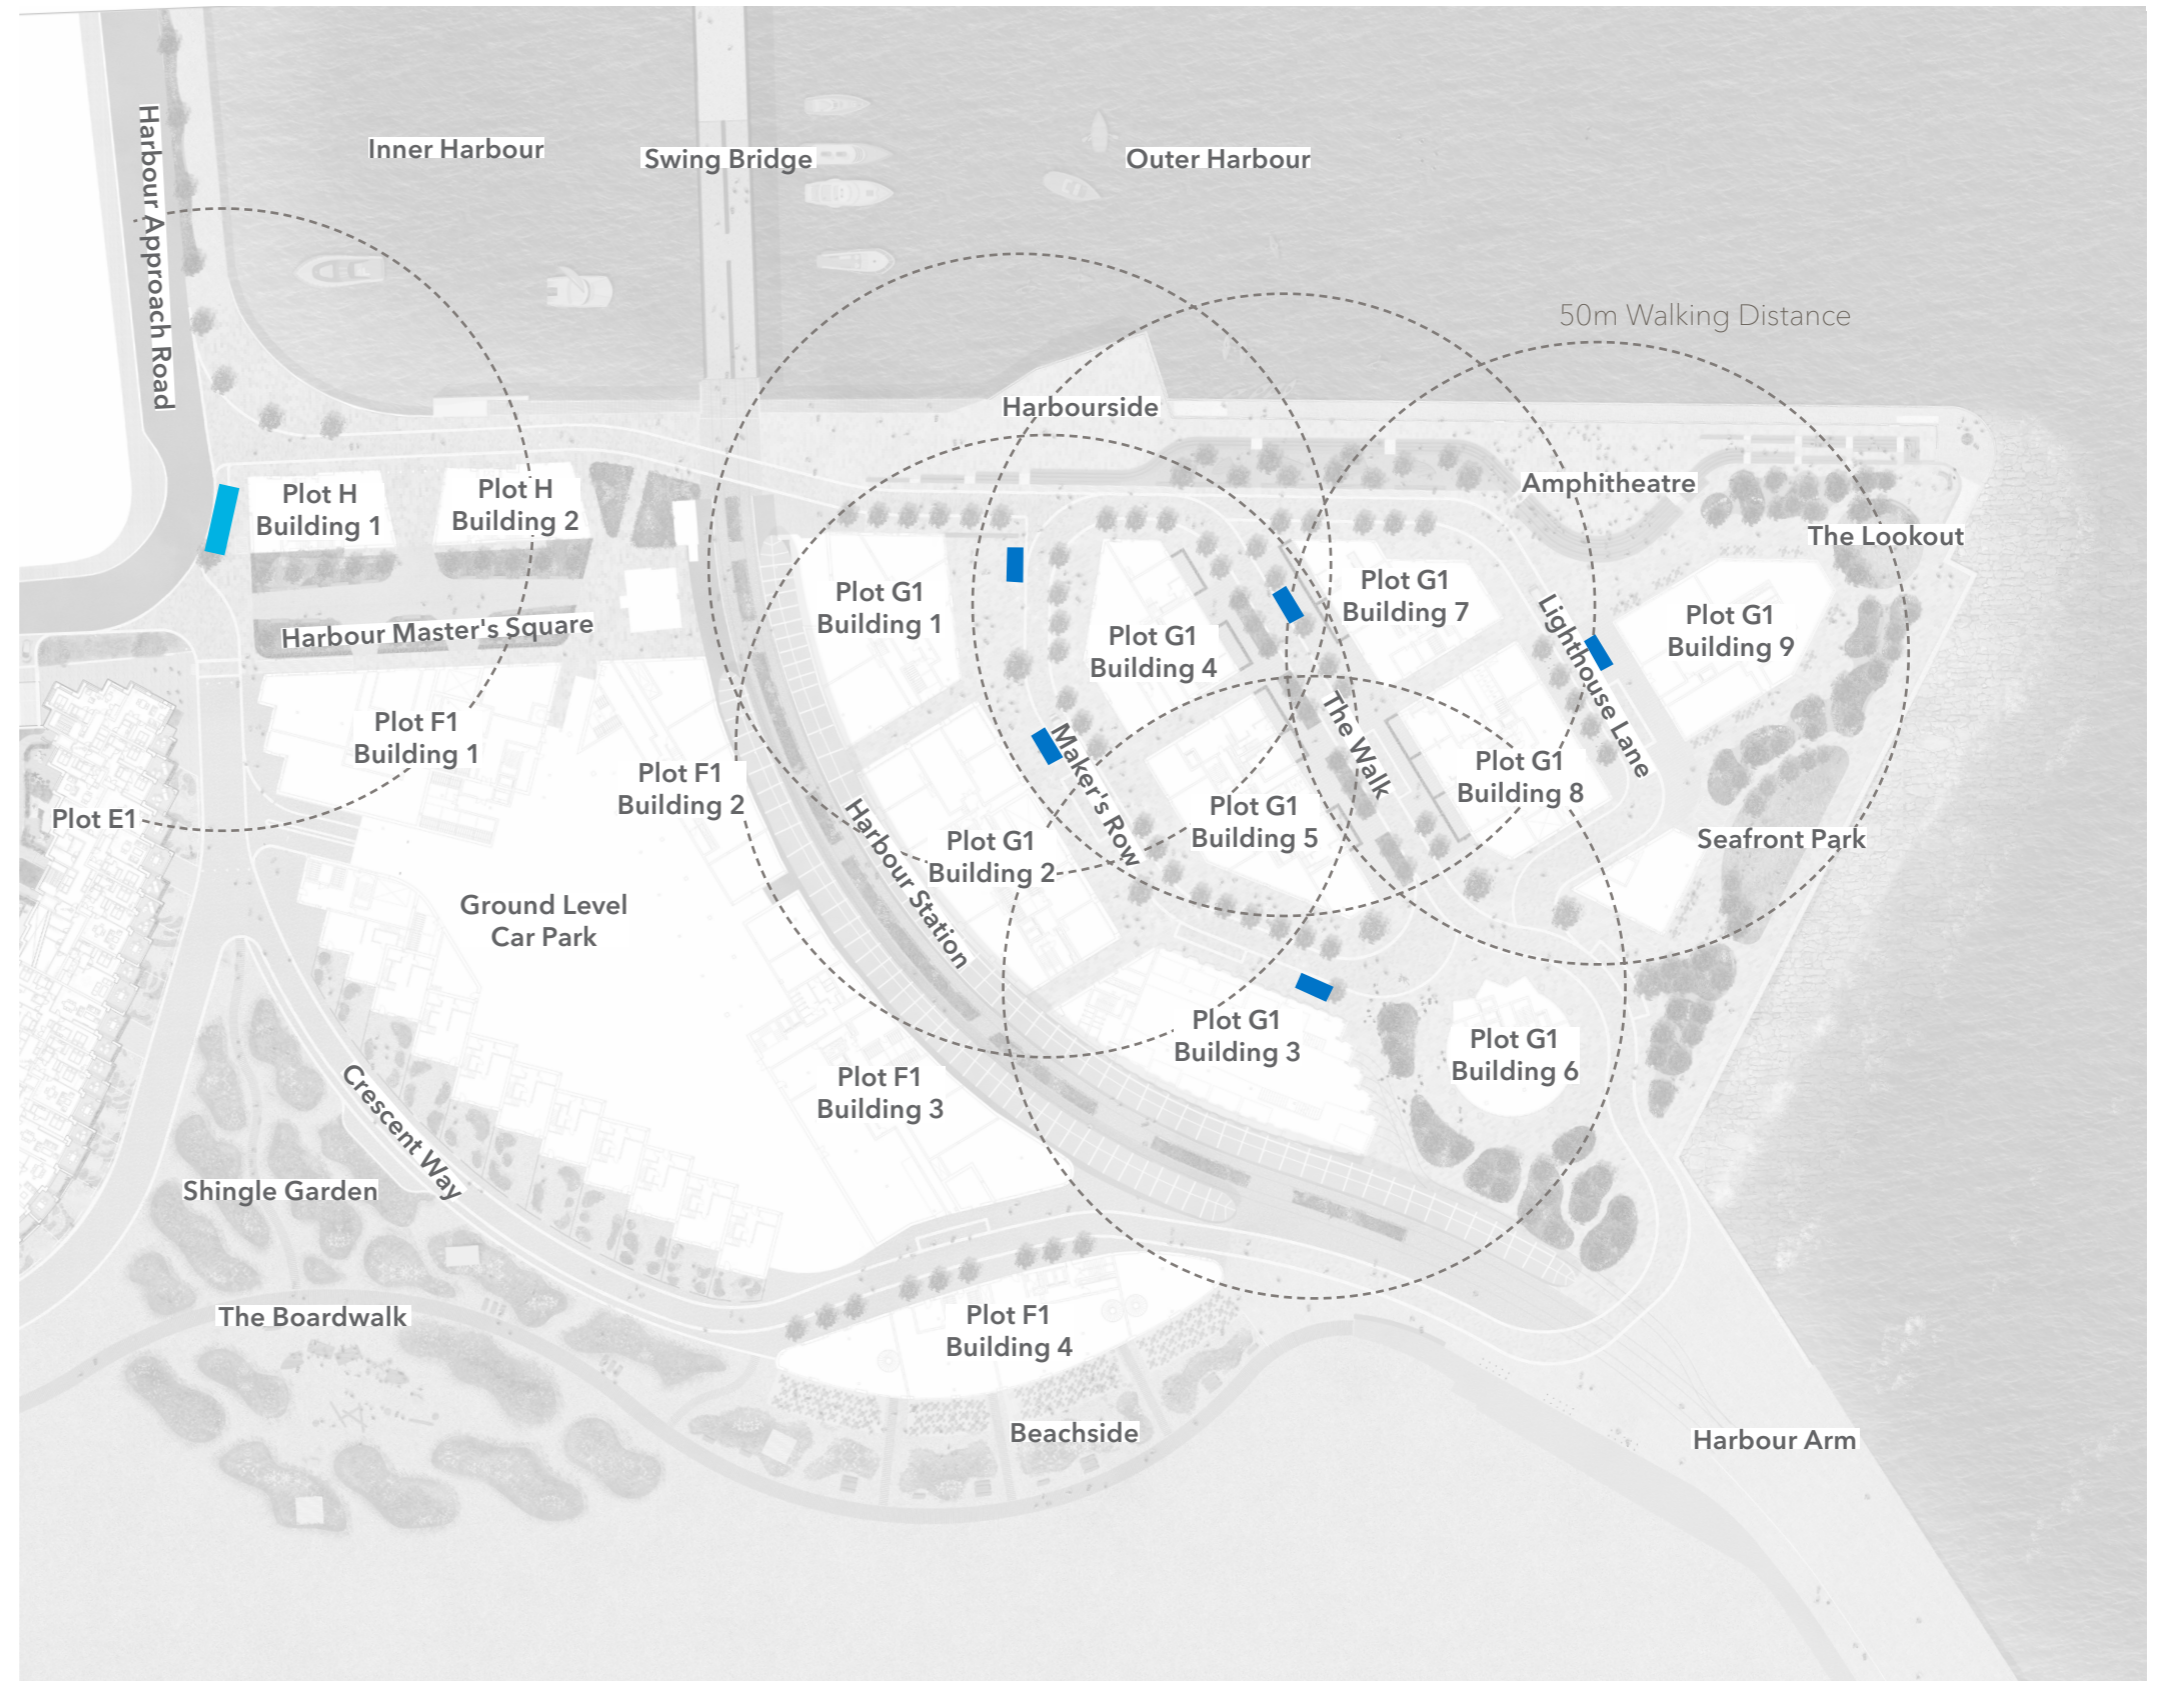 Harbour Approach Road
Inner Harbour
Swing Bridge
Outer Harbour
50m Walking Distance
Harbourside
Amphitheatre
The Lookout
Plot H
Building 1
Plot H
Building 2
Harbour Master's Square
Plot G1
Building 1
Plot G1
Building 4
Plot G1
Building 7
Lighthouse Lane
Plot G1
Building 9
Plot F1
Building 1
Plot F1
Building 2
Plot E1
Maker's Row
The Walk
Plot G1
Building 8
Plot G1
Building 5
Plot G1
Building 2
Harbour Station
Seafront Park
Ground Level
Car Park
Plot G1
Building 3
Plot G1
Building 6
Plot F1
Building 3
Crescent Way
Shingle Garden
The Boardwalk
Plot F1
Building 4
Beachside
Harbour Arm